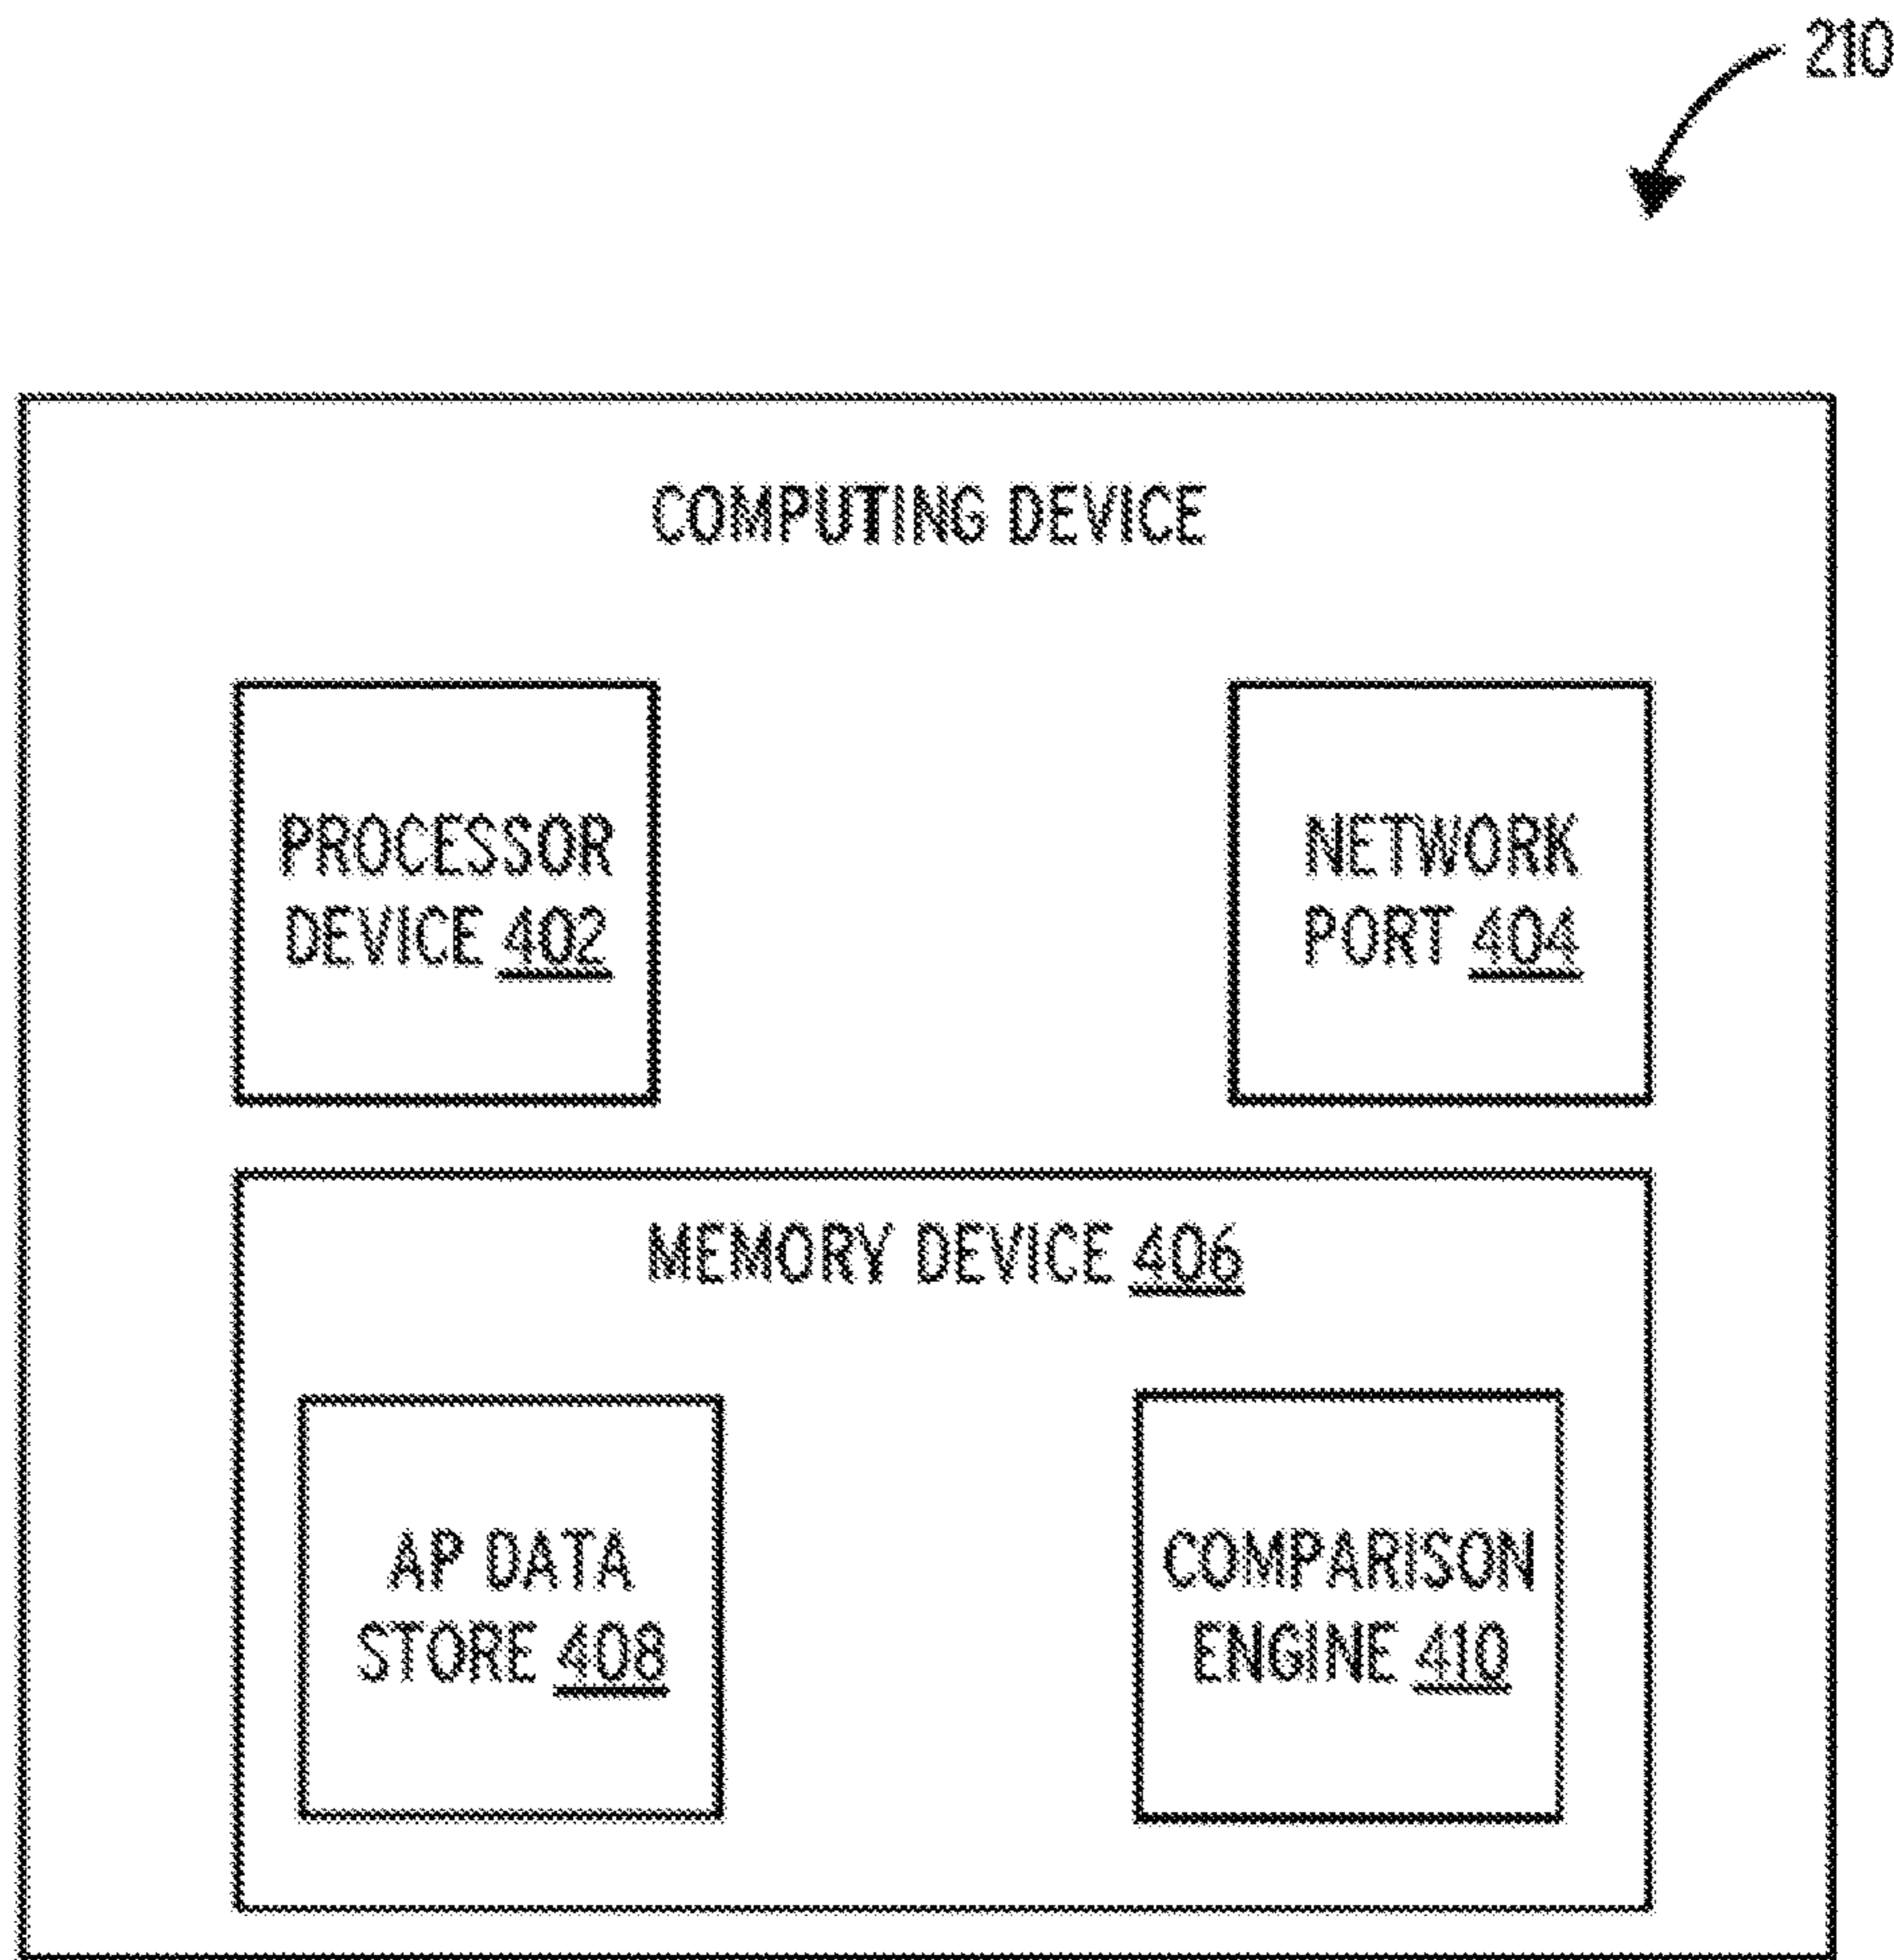 210
COMPUTING DEVICE
PROCESSOR
DEVICE 402
NETWORK
PORT 404
MEMORY DEVICE 406
AP DATA
STORE 408
COMPARISON
ENGINE 410